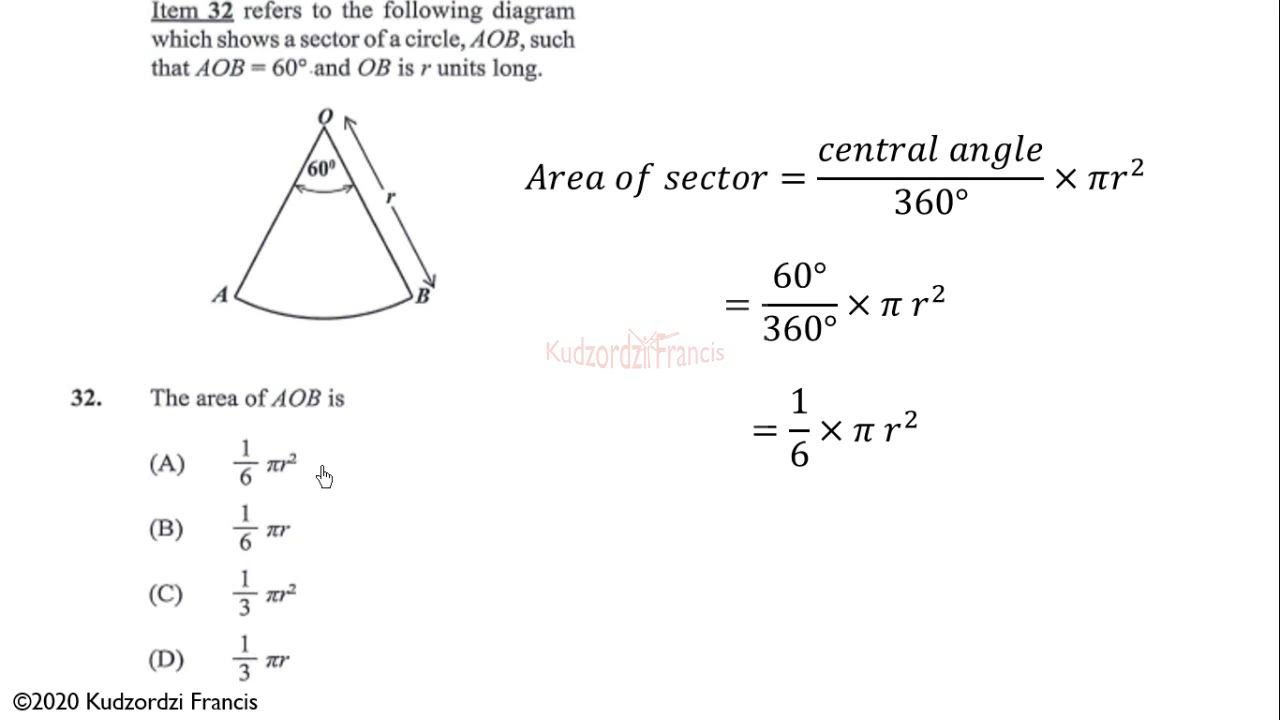 Item 32 refers to the following diagram
which shows a sector of a circle, AOB, such
that AOB = 60° and OB is r units long.
O
60⁰
r
A
B
Area of sector = central angle/360° × πr²
= 60°/360° × π r²
= 1/6 × π r²
Kudzordzi Francis
32. The area of AOB is
(A) 1/6 πr²
(B) 1/6 πr
(C) 1/3 πr²
(D) 1/3 πr
©2020 Kudzordzi Francis